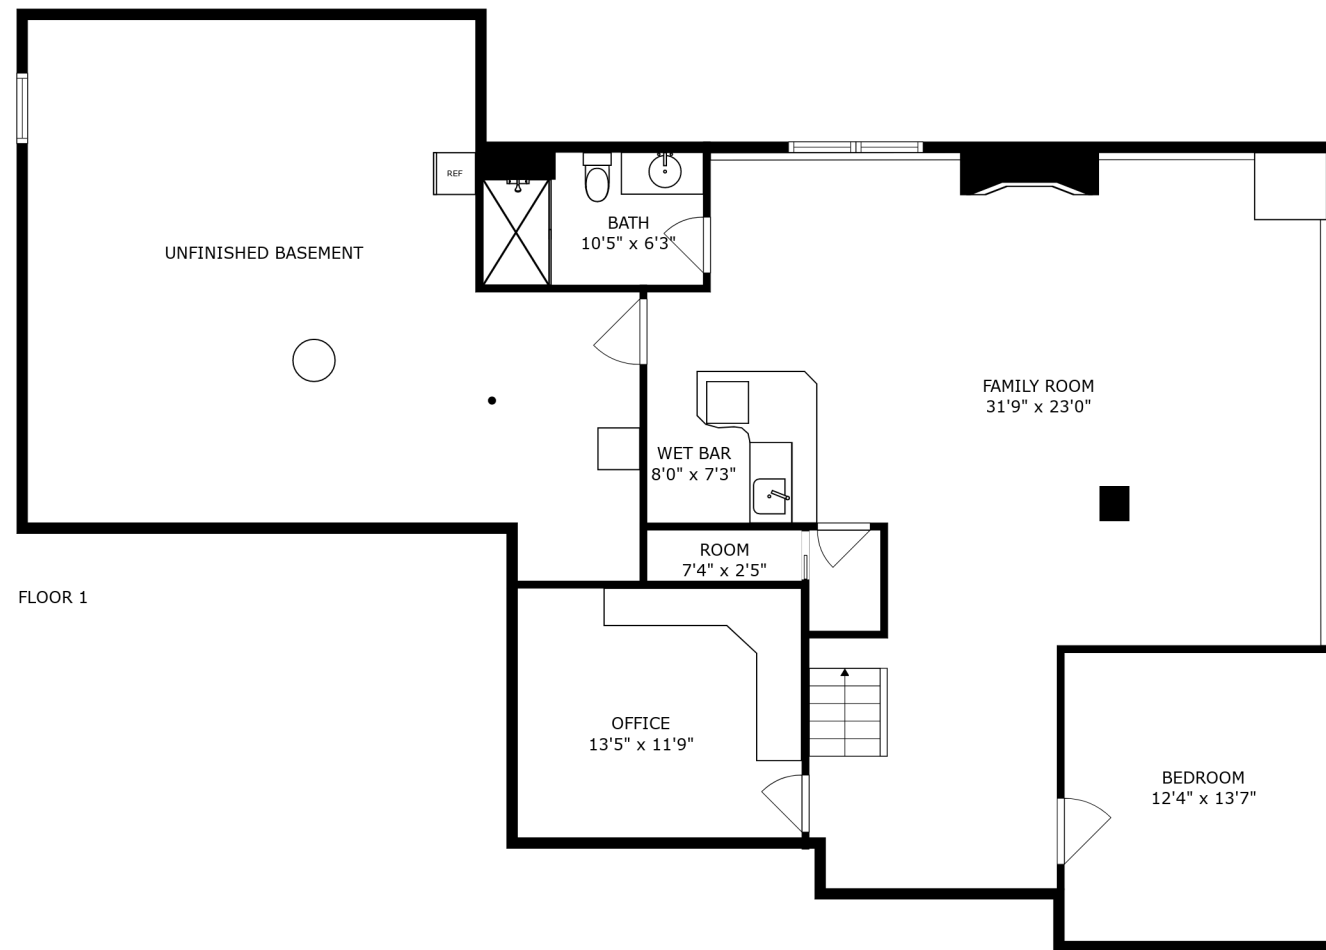 REF
BATH
10'5" x 6'3"
UNFINISHED BASEMENT
FAMILY ROOM
31'9" x 23'0"
WET BAR
8'0" x 7'3"
ROOM
7'4" x 2'5"
FLOOR 1
OFFICE
13'5" x 11'9"
BEDROOM
12'4" x 13'7"